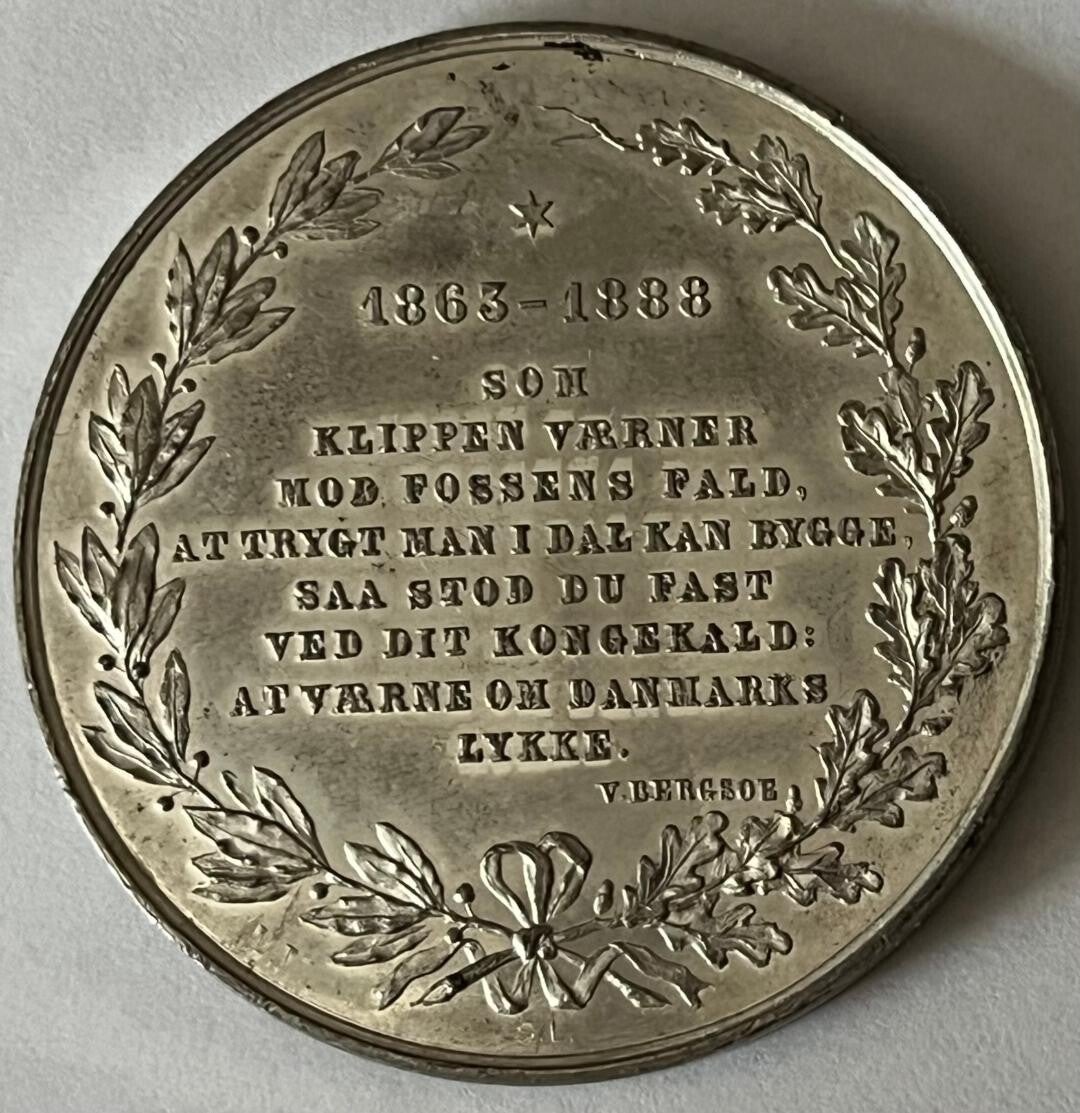 1863-1888
SOM
KLIPPEN VÆRNER
MOD FOSSENS FALD,
AT TRYGT MAN I DAL KAN BYGGE,
SAA STOD DU FAST
VED DIT KONGEKALD:
AT VÆRNE OM DANMARKS
LYKKE.
V. BERGSOE.
S.L.